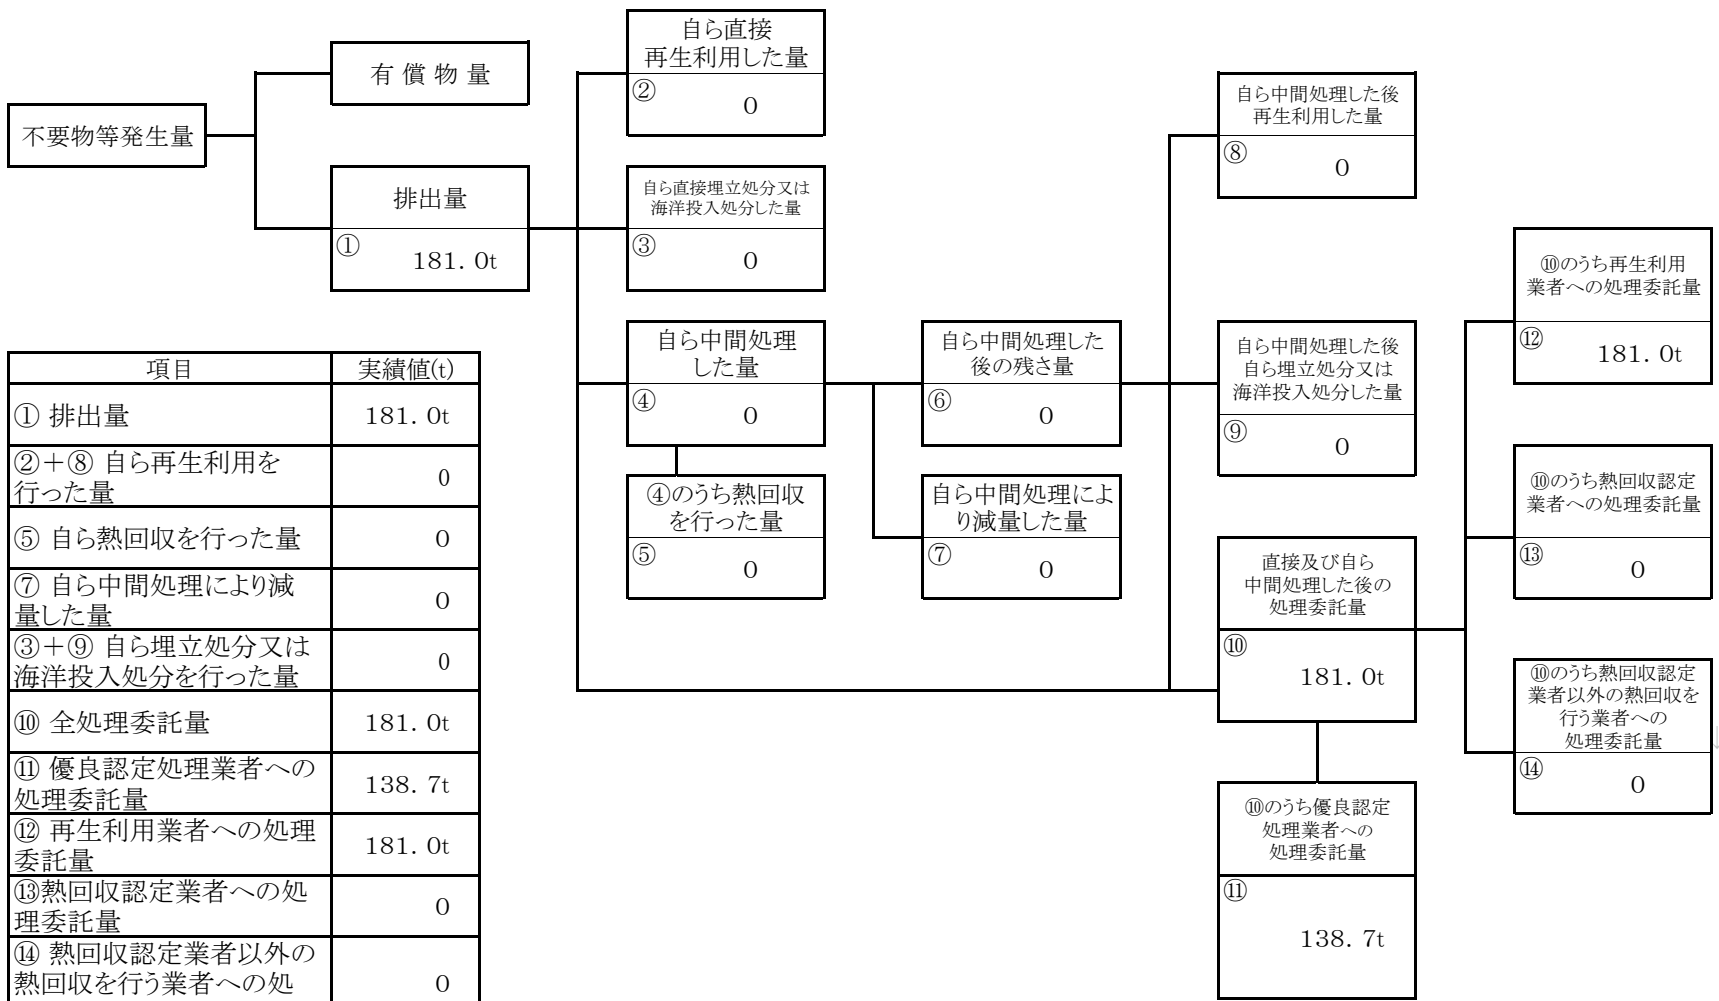 不要物等発生量
有償物量
排出量
①
181.0t
自ら直接
再生利用した量
②
0
自ら直接埋立処分又は
海洋投入処分した量
③
0
自ら中間処理
した量
④
0
④のうち熱回収
を行った量
⑤
0
自ら中間処理した
後の残さ量
⑥
0
自ら中間処理によ
り減量した量
⑦
0
自ら中間処理した後
再生利用した量
⑧
0
自ら中間処理した後
自ら埋立処分又は
海洋投入処分した量
⑨
0
直接及び自ら
中間処理した後の
処理委託量
⑩
181.0t
⑩のうち優良認定
処理業者への
処理委託量
⑪
138.7t
⑩のうち再生利用
業者への処理委託量
⑫
181.0t
⑩のうち熱回収認定
業者への処理委託量
⑬
0
⑩のうち熱回収認定
業者以外の熱回収を
行う業者への
処理委託量
⑭
0
項目 実績値(t)
① 排出量 181.0t
②+⑧ 自ら再生利用を
行った量 0
⑤ 自ら熱回収を行った量 0
⑦ 自ら中間処理により減
量した量 0
③+⑨ 自ら埋立処分又は
海洋投入処分を行った量 0
⑩ 全処理委託量 181.0t
⑪ 優良認定処理業者への
処理委託量 138.7t
⑫ 再生利用業者への処理
委託量 181.0t
⑬熱回収認定業者への処
理委託量 0
⑭ 熱回収認定業者以外の
熱回収を行う業者への処 0